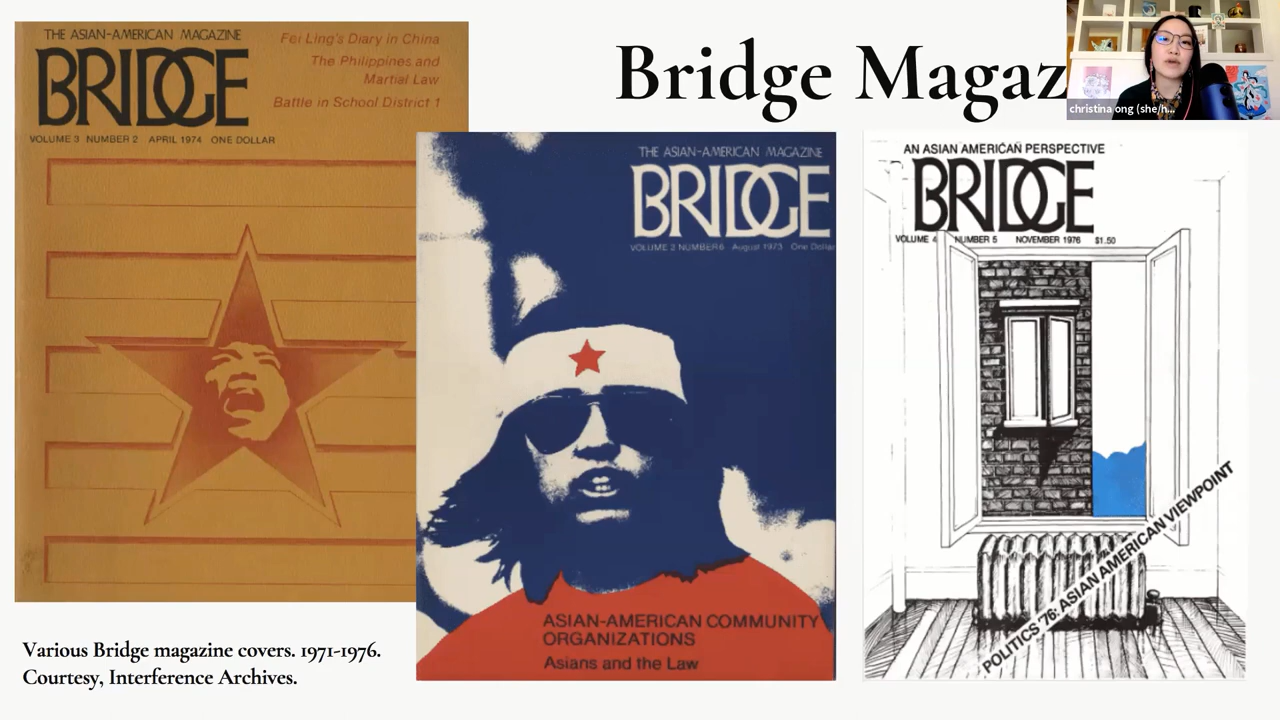 THE ASIAN-AMERICAN MAGAZINE
BRIDGE
VOLUME 3 NUMBER 2 APRIL 1974 ONE DOLLAR
Fei Ling's Diary in China
The Philippines and
Martial Law
Battle in School District 1
Bridge Magaz
christina ong (she/h...
THE ASIAN-AMERICAN MAGAZINE
BRIDGE
VOLUME 2 NUMBER 6 August 1973 One Dollar
ASIAN-AMERICAN COMMUNITY
ORGANIZATIONS
Asians and the Law
AN ASIAN AMERICAN PERSPECTIVE
BRIDGE
VOLUME 4 NUMBER 5 NOVEMBER 1976 $1.50
POLITICS '76: ASIAN AMERICAN VIEWPOINT
Various Bridge magazine covers. 1971-1976.
Courtesy, Interference Archives.